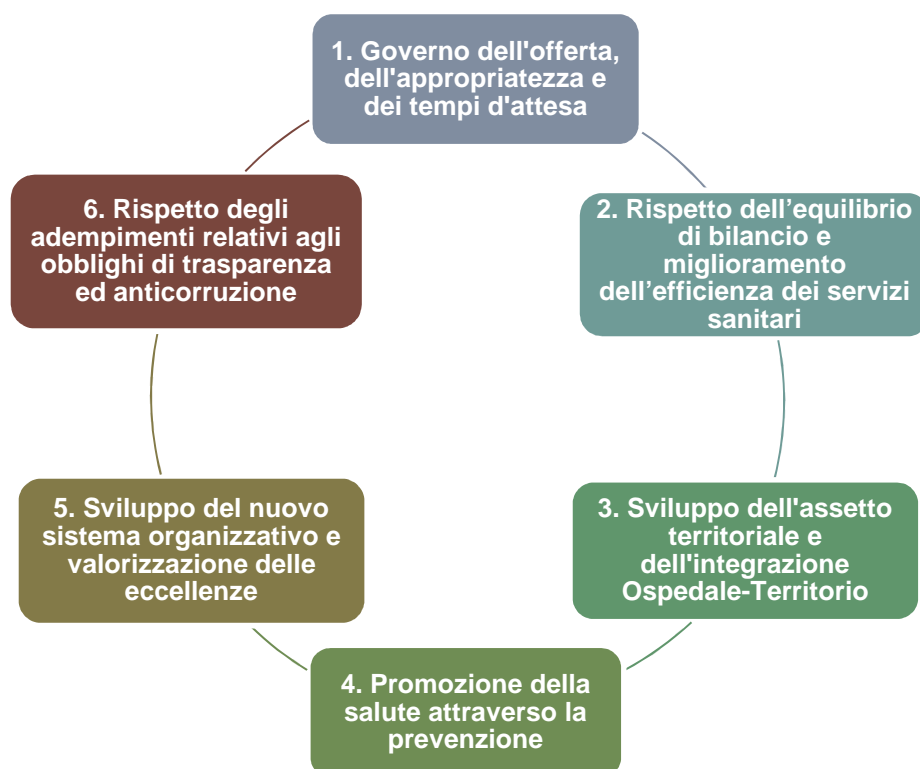 1. Governo dell'offerta,
dell'appropriatezza e
dei tempi d'attesa
2. Rispetto dell’equilibrio
di bilancio e
miglioramento
dell’efficienza dei servizi
sanitari
3. Sviluppo dell'assetto
territoriale e
dell'integrazione
Ospedale-Territorio
4. Promozione della
salute attraverso la
prevenzione
5. Sviluppo del nuovo
sistema organizzativo e
valorizzazione delle
eccellenze
6. Rispetto degli
adempimenti relativi agli
obblighi di trasparenza
ed anticorruzione